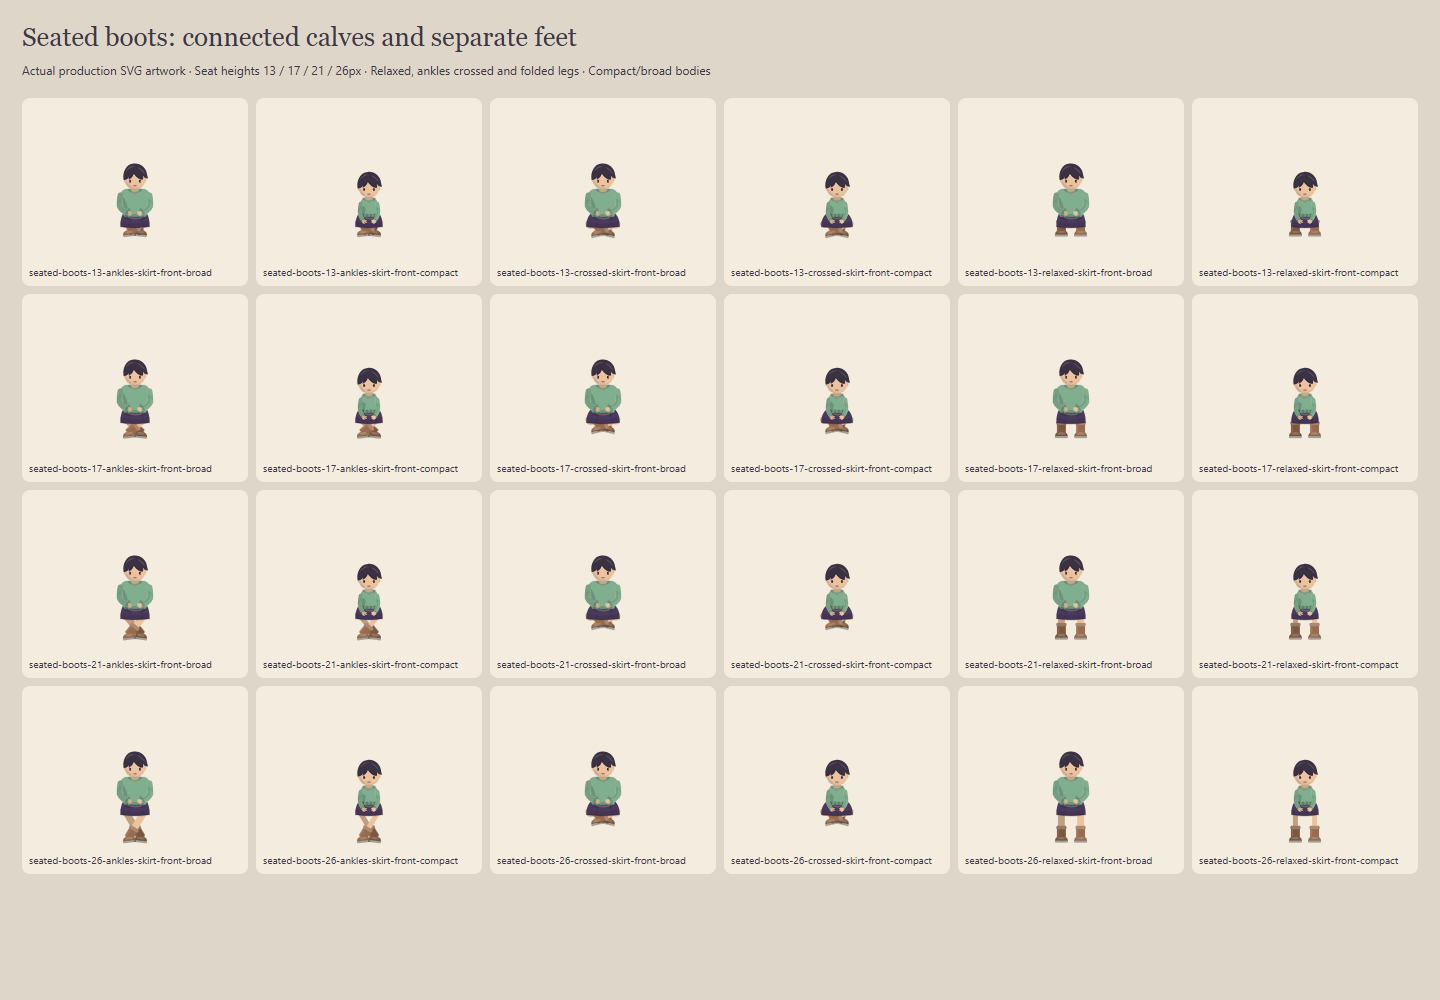 Seated boots: connected calves and separate feet
Actual production SVG artwork · Seat heights 13 / 17 / 21 / 26px · Relaxed, ankles crossed and folded legs · Compact/broad bodies
seated-boots-13-ankles-skirt-front-broad
seated-boots-13-ankles-skirt-front-compact
seated-boots-13-crossed-skirt-front-broad
seated-boots-13-crossed-skirt-front-compact
seated-boots-13-relaxed-skirt-front-broad
seated-boots-13-relaxed-skirt-front-compact
seated-boots-17-ankles-skirt-front-broad
seated-boots-17-ankles-skirt-front-compact
seated-boots-17-crossed-skirt-front-broad
seated-boots-17-crossed-skirt-front-compact
seated-boots-17-relaxed-skirt-front-broad
seated-boots-17-relaxed-skirt-front-compact
seated-boots-21-ankles-skirt-front-broad
seated-boots-21-ankles-skirt-front-compact
seated-boots-21-crossed-skirt-front-broad
seated-boots-21-crossed-skirt-front-compact
seated-boots-21-relaxed-skirt-front-broad
seated-boots-21-relaxed-skirt-front-compact
seated-boots-26-ankles-skirt-front-broad
seated-boots-26-ankles-skirt-front-compact
seated-boots-26-crossed-skirt-front-broad
seated-boots-26-crossed-skirt-front-compact
seated-boots-26-relaxed-skirt-front-broad
seated-boots-26-relaxed-skirt-front-compact